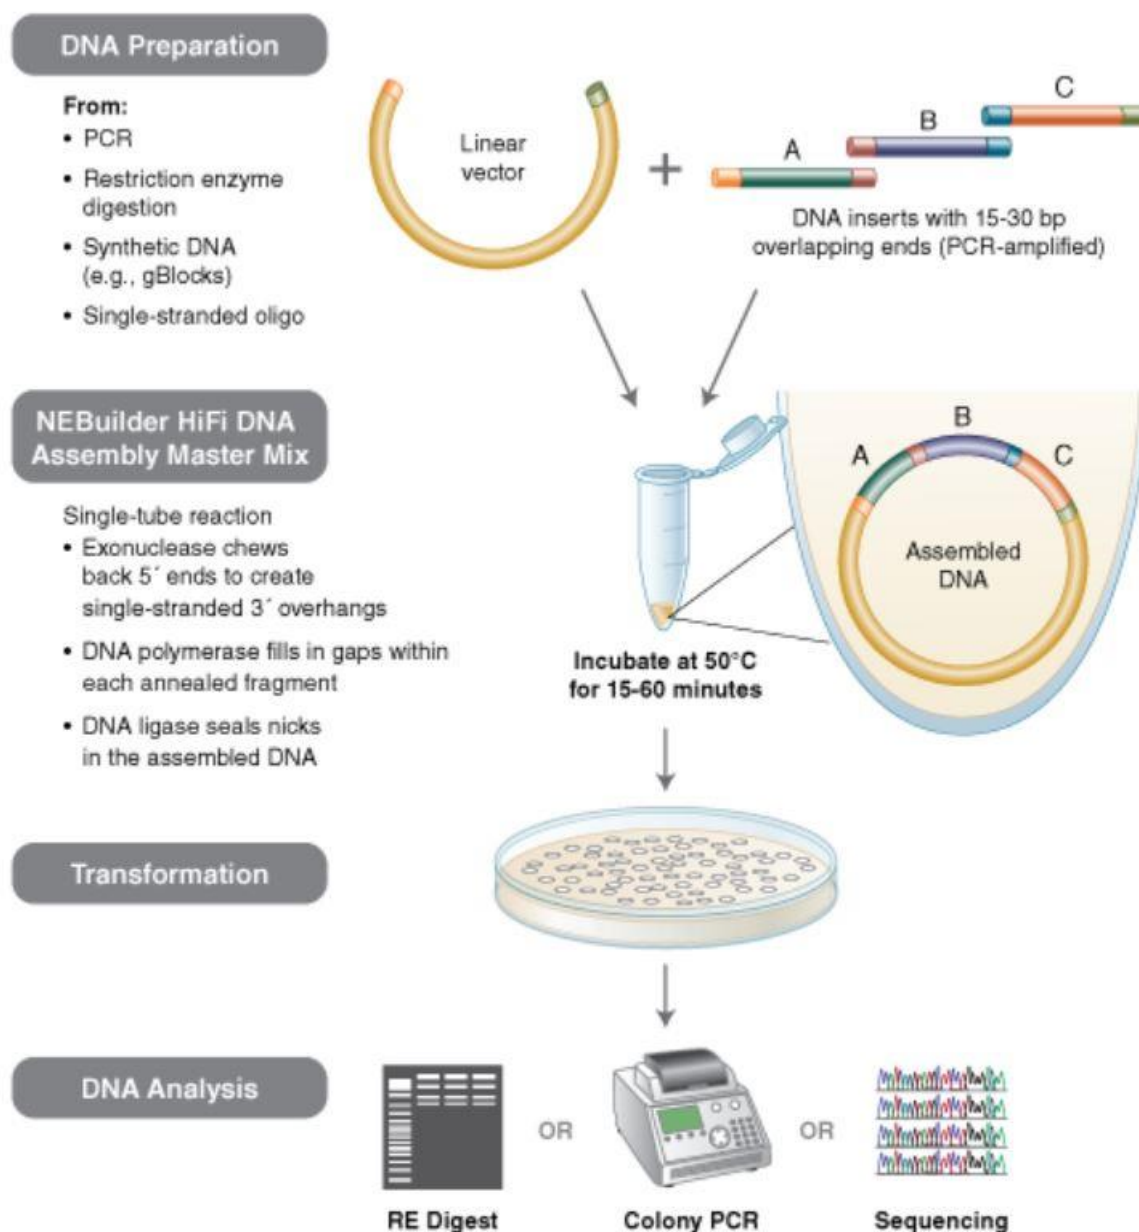 DNA Preparation
From:
• PCR
• Restriction enzyme
digestion
• Synthetic DNA
(e.g., gBlocks)
• Single-stranded oligo
Linear
vector
+
A
B
C
DNA inserts with 15-30 bp
overlapping ends (PCR-amplified)
NEBuilder HiFi DNA
Assembly Master Mix
Single-tube reaction
• Exonuclease chews
back 5´ ends to create
single-stranded 3´ overhangs
• DNA polymerase fills in gaps within
each annealed fragment
• DNA ligase seals nicks
in the assembled DNA
A
B
C
Assembled
DNA
Incubate at 50°C
for 15-60 minutes
Transformation
DNA Analysis
OR
OR
RE Digest
Colony PCR
Sequencing